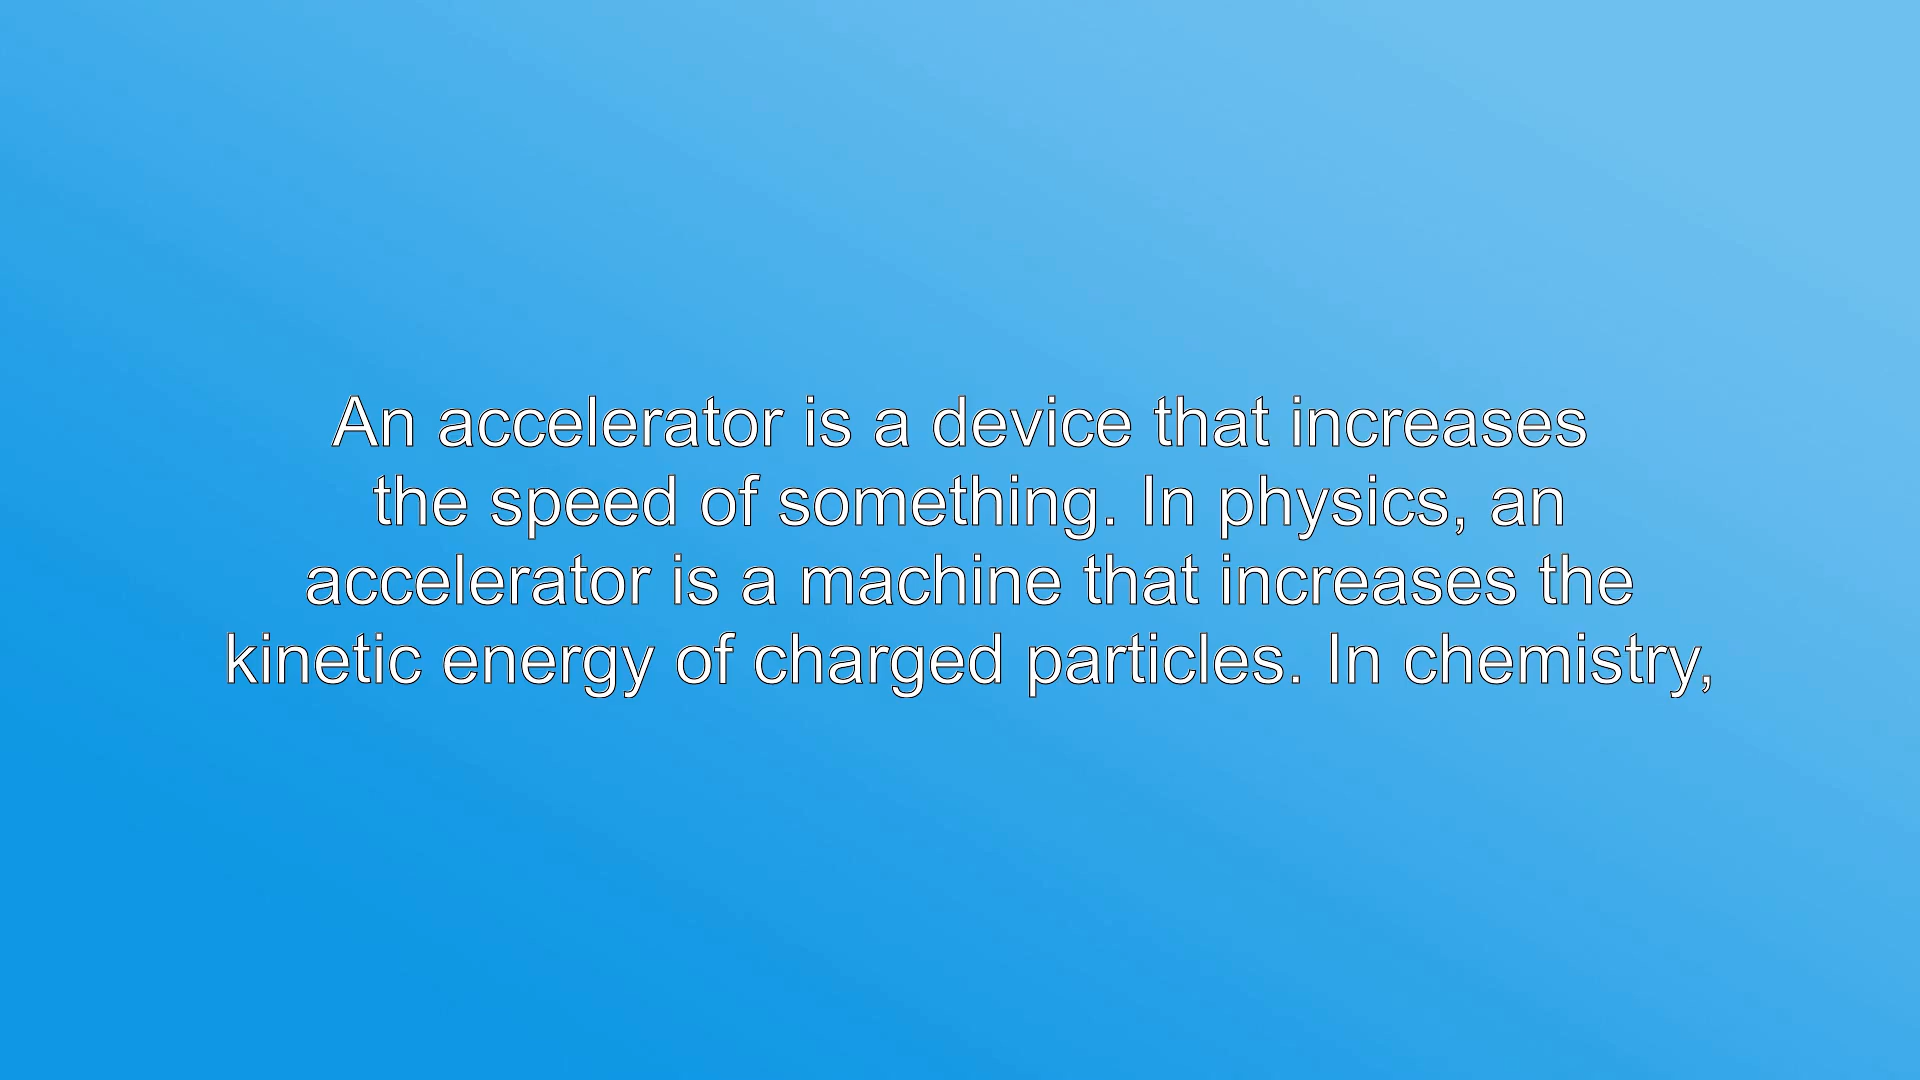 An accelerator is a device that increases
the speed of something. In physics, an
accelerator is a machine that increases the
kinetic energy of charged particles. In chemistry,